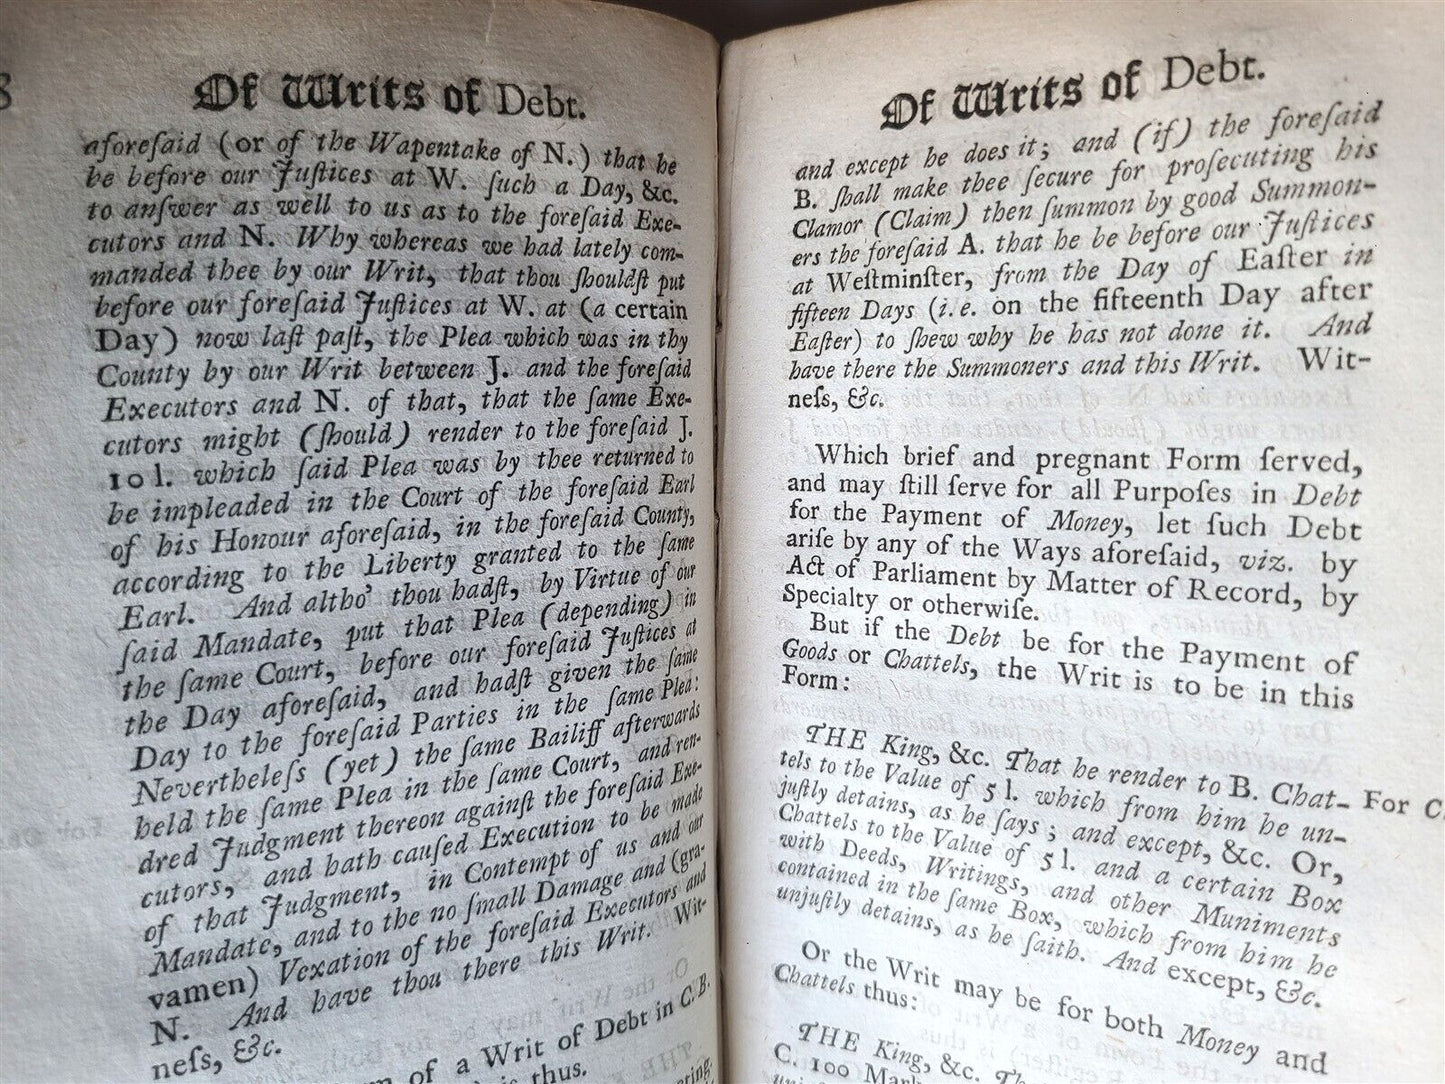 8
Of Writs of Debt.
aforeſaid (or of the Wapentake of N.) that he
be before our Juſtices at W. ſuch a Day, &c.
to anſwer as well to us as to the foreſaid Exe-
cutors and N. Why whereas we had lately com-
manded thee by our Writ, that thou ſhouldſt put
before our foreſaid Juſtices at W. at (a certain
Day) now laſt paſt, the Plea which was in thy
County by our Writ between J. and the foreſaid
Executors and N. of that, that the ſame Exe-
cutors might (ſhould) render to the foreſaid J.
10 l. which ſaid Plea was by thee returned to
be impleaded in the Court of the foreſaid Earl
of his Honour aforeſaid, in the foreſaid County,
according to the Liberty granted to the ſame
Earl. And altho' thou hadſt, by Virtue of our
ſaid Mandate, put that Plea (depending) in
the ſame Court, before our foreſaid Juſtices at
the Day aforeſaid, and hadſt given the ſame
Day to the foreſaid Parties in the ſame Plea:
Nevertheleſs (yet) the ſame Bailiff afterwards
held the ſame Plea in the ſame Court, and ren-
dred Judgment thereon againſt the foreſaid Exe-
cutors, and hath cauſed Execution to be made
of that Judgment, in Contempt of us and our
Mandate, and to the no ſmall Damage and (gra-
vamen) Vexation of the foreſaid Executors and
N. And have thou there this Writ. Wit-
neſs, &c.
of a Writ of Debt in C. B.
is thus.
Of Writs of Debt.
and except he does it; and (if) the foreſaid
B. ſhall make thee ſecure for proſecuting his
Clamor (Claim) then ſummon by good Summon-
ers the foreſaid A. that he be before our Juſtices
at Weſtminſter, from the Day of Eaſter in
fifteen Days (i. e. on the fifteenth Day after
Eaſter) to ſhew why he has not done it. And
have there the Summoners and this Writ. Wit-
neſs, &c.
Which brief and pregnant Form ſerved,
and may ſtill ſerve for all Purpoſes in Debt
for the Payment of Money, let ſuch Debt
ariſe by any of the Ways aforeſaid, viz. by
Act of Parliament by Matter of Record, by
Specialty or otherwiſe.
But if the Debt be for the Payment of
Goods or Chattels, the Writ is to be in this
Form:
THE King, &c. That he render to B. Chat- For
tels to the Value of 5 l. which from him he un-
juſtly detains, as he ſays; and except, &c. Or,
Chattels to the Value of 5 l. and a certain Box
with Deeds, Writings, and other Muniments
contained in the ſame Box, which from him he
unjuſtly detains, as he ſaith. And except, &c.
Or the Writ may be for both Money and
Chattels thus:
THE King, &c.
C. 100